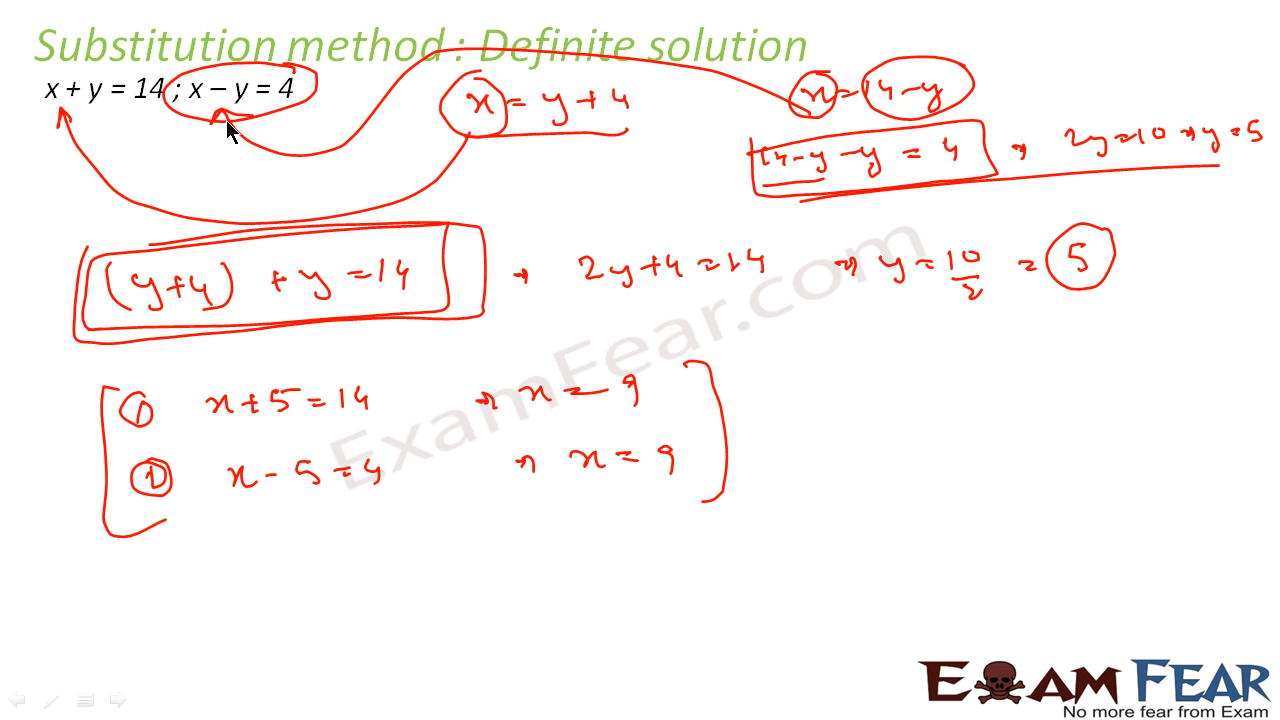 Substitution method : Definite solution
x + y = 14 ; x – y = 4
x = y + 4
x = 14 – y
14 – y – y = 4 ⇒ 2y = 10 ⇒ y = 5
(y+4) + y = 14 ⇒ 2y + 4 = 14 ⇒ y = 10/2 = 5
① x + 5 = 14 ⇒ x = 9
② x – 5 = 4 ⇒ x = 9
ExamFear.com
EXAM FEAR
No more fear from Exam